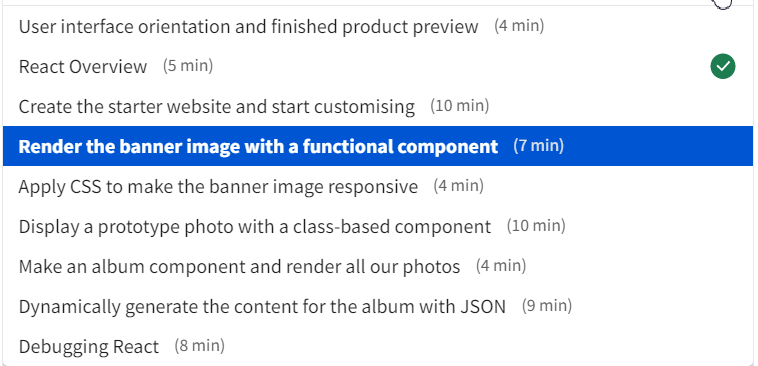 User interface orientation and finished product preview (4 min)
React Overview (5 min)
Create the starter website and start customising (10 min)
Render the banner image with a functional component (7 min)
Apply CSS to make the banner image responsive (4 min)
Display a prototype photo with a class-based component (10 min)
Make an album component and render all our photos (4 min)
Dynamically generate the content for the album with JSON (9 min)
Debugging React (8 min)